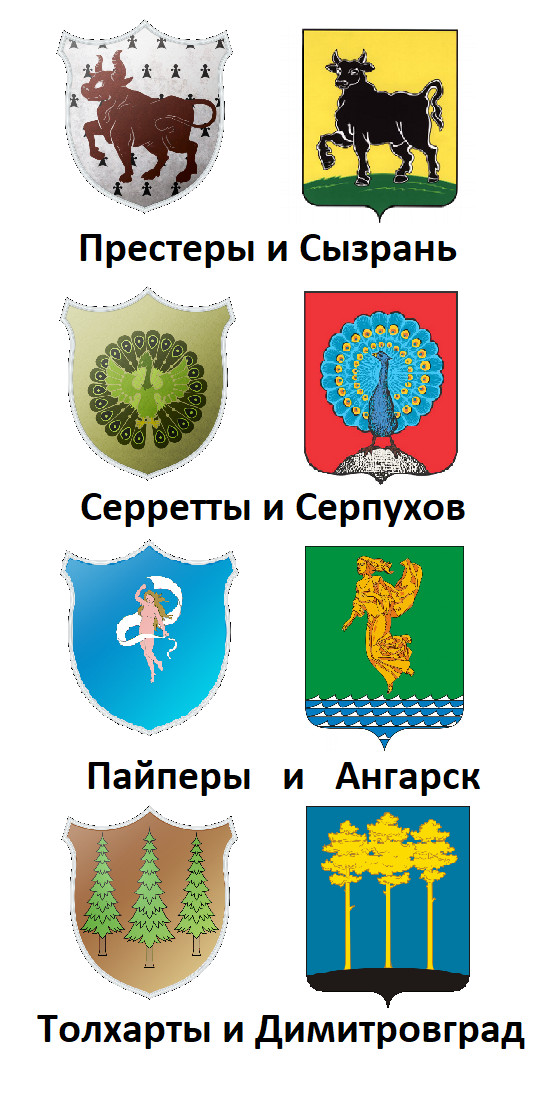 Престеры и Сызрань
Серретты и Серпухов
Пайперы и Ангарск
Толхарты и Димитровград